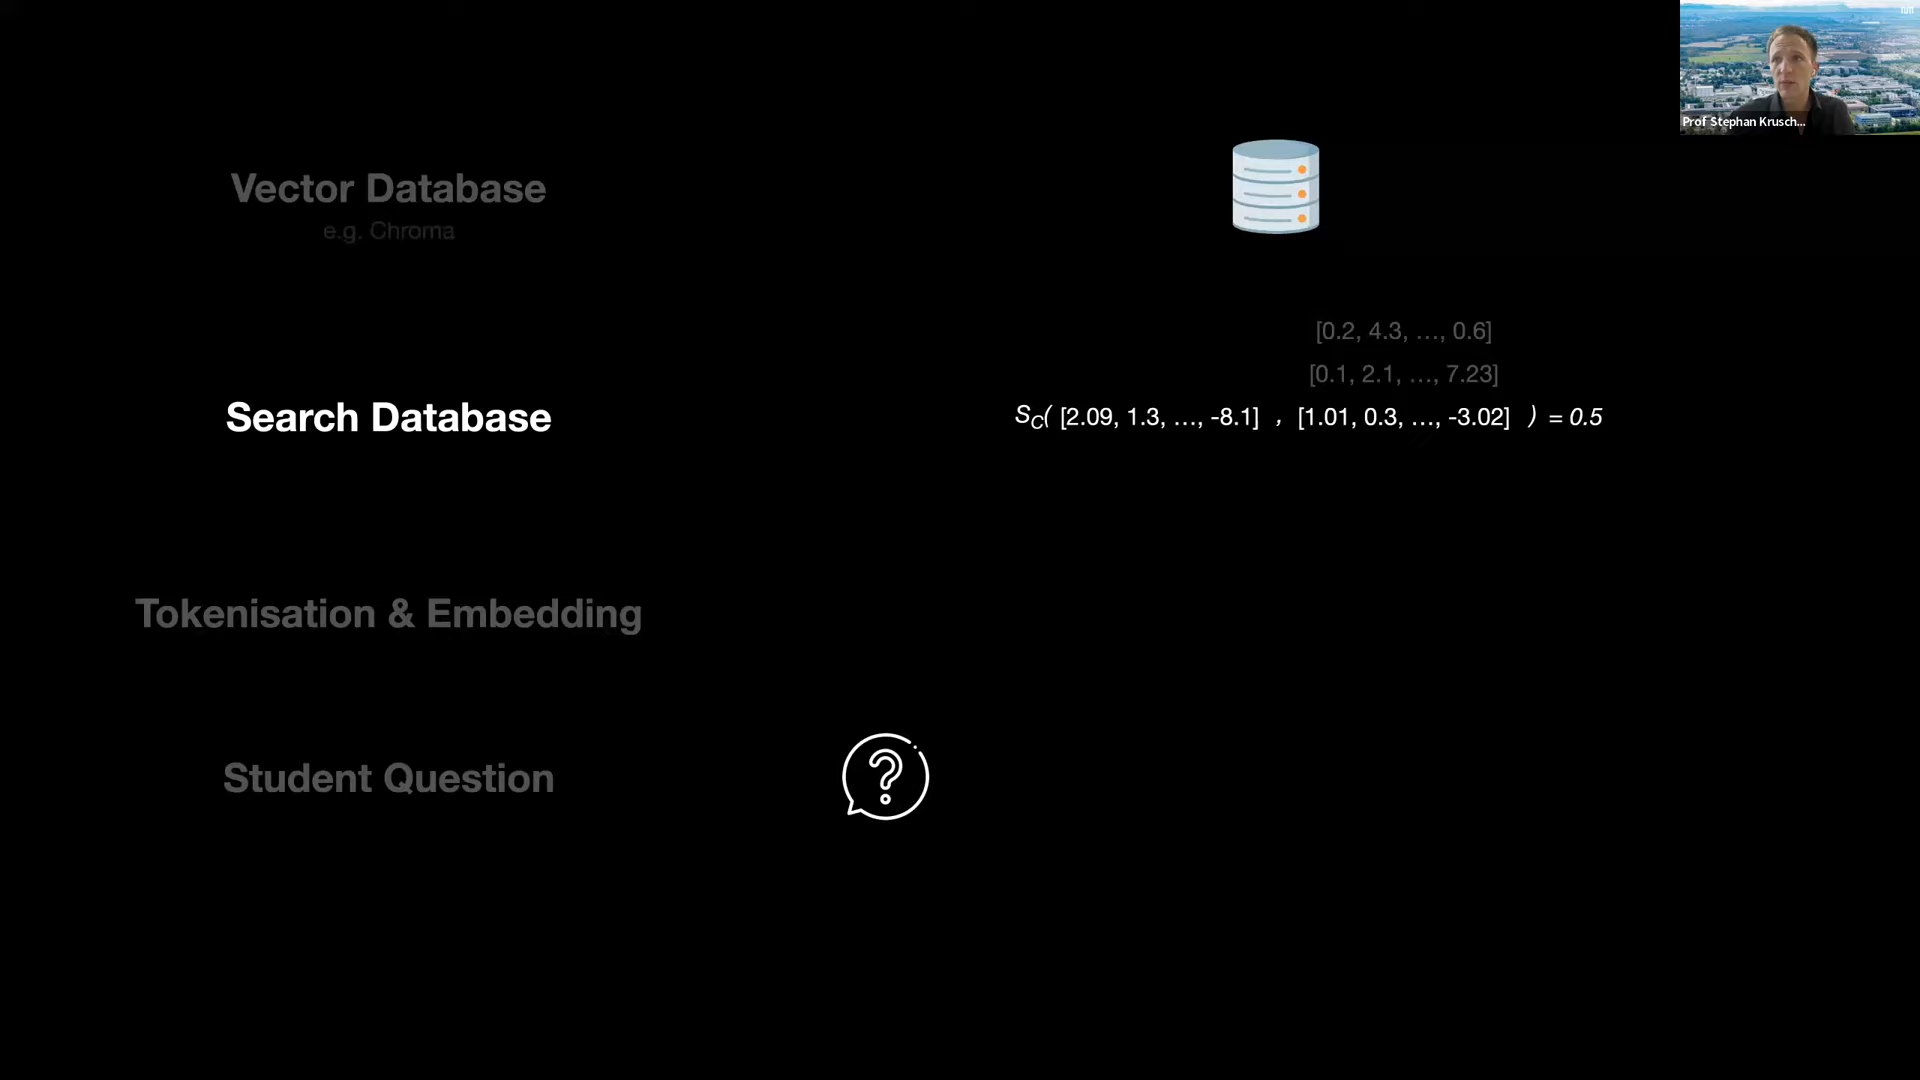 Prof Stephan Krusch...
Vector Database
e.g. Chroma
[0.2, 4.3, …, 0.6]
[0.1, 2.1, …, 7.23]
Search Database
S_C( [2.09, 1.3, …, -8.1] , [1.01, 0.3, …, -3.02] ) = 0.5
Tokenisation & Embedding
Student Question
?